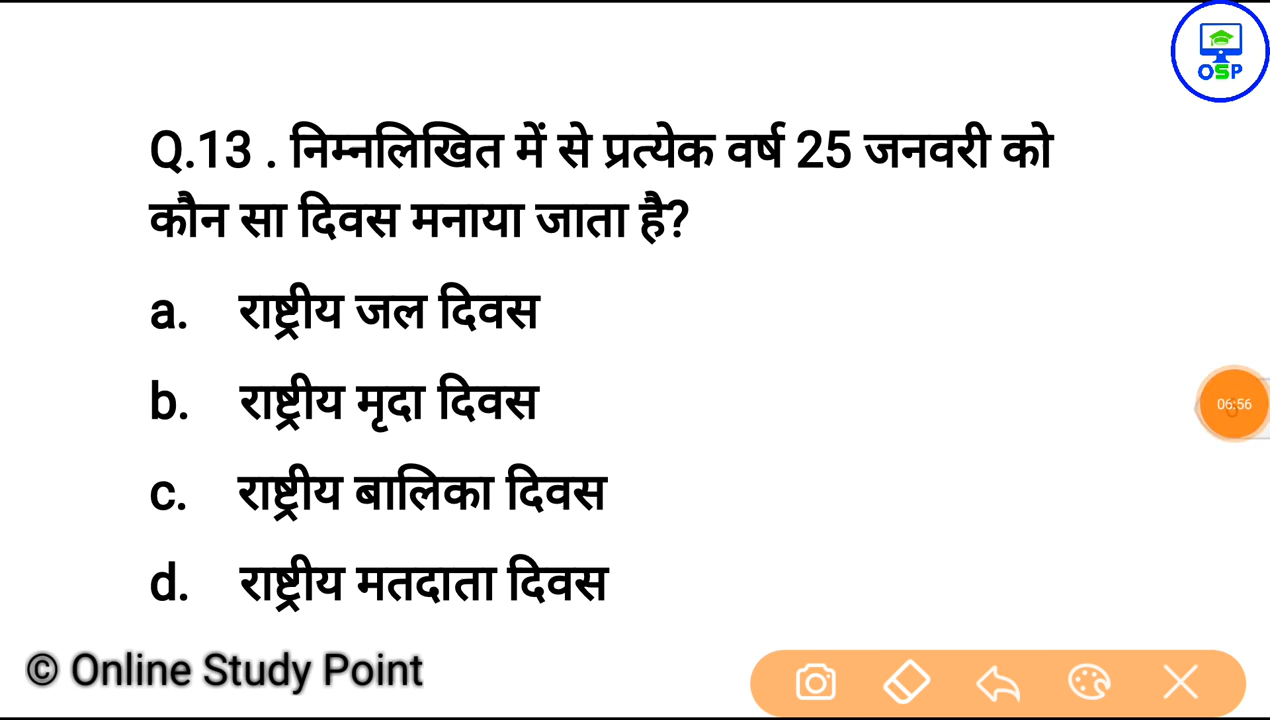 OSP
Q.13 . निम्नलिखित में से प्रत्येक वर्ष 25 जनवरी को
कौन सा दिवस मनाया जाता है?
a. राष्ट्रीय जल दिवस
b. राष्ट्रीय मृदा दिवस
06:56
c. राष्ट्रीय बालिका दिवस
d. राष्ट्रीय मतदाता दिवस
© Online Study Point